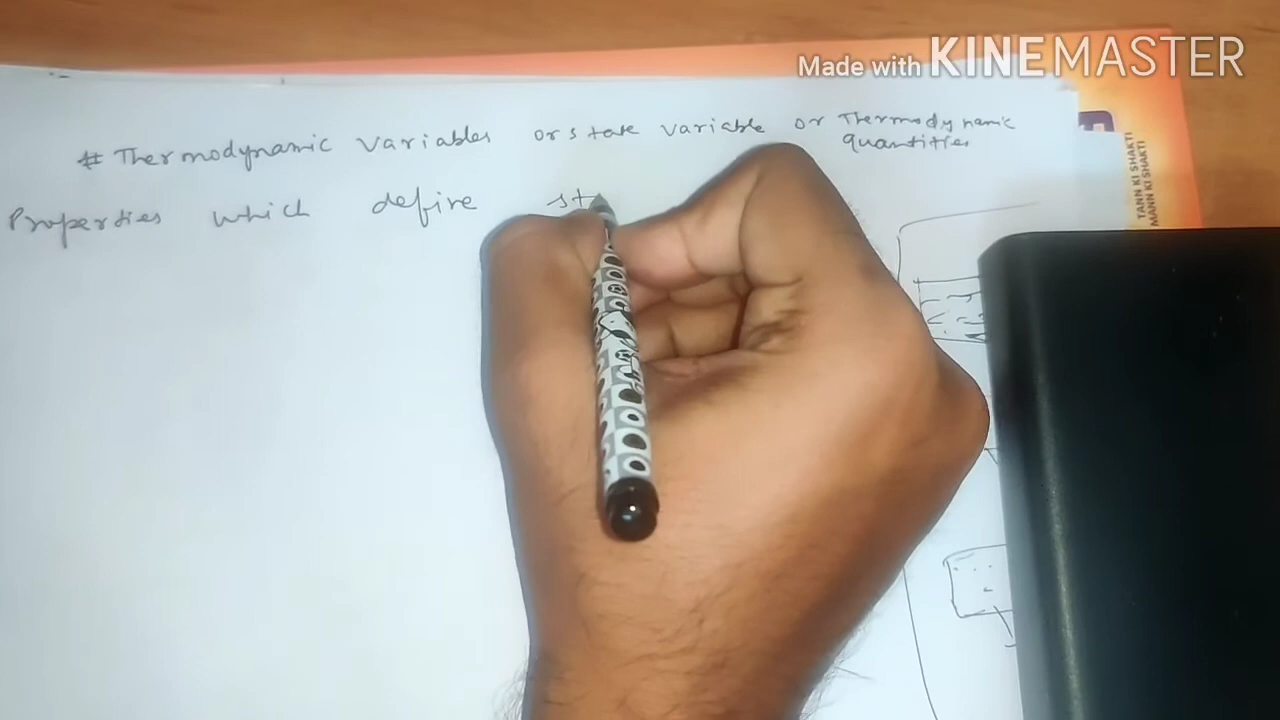 Made with KINEMASTER
# Thermodynamic Variables or state variable or Thermodynamic
quantities
Properties which define st
TANN KI SHAKTI
MANN KI SHAKTI